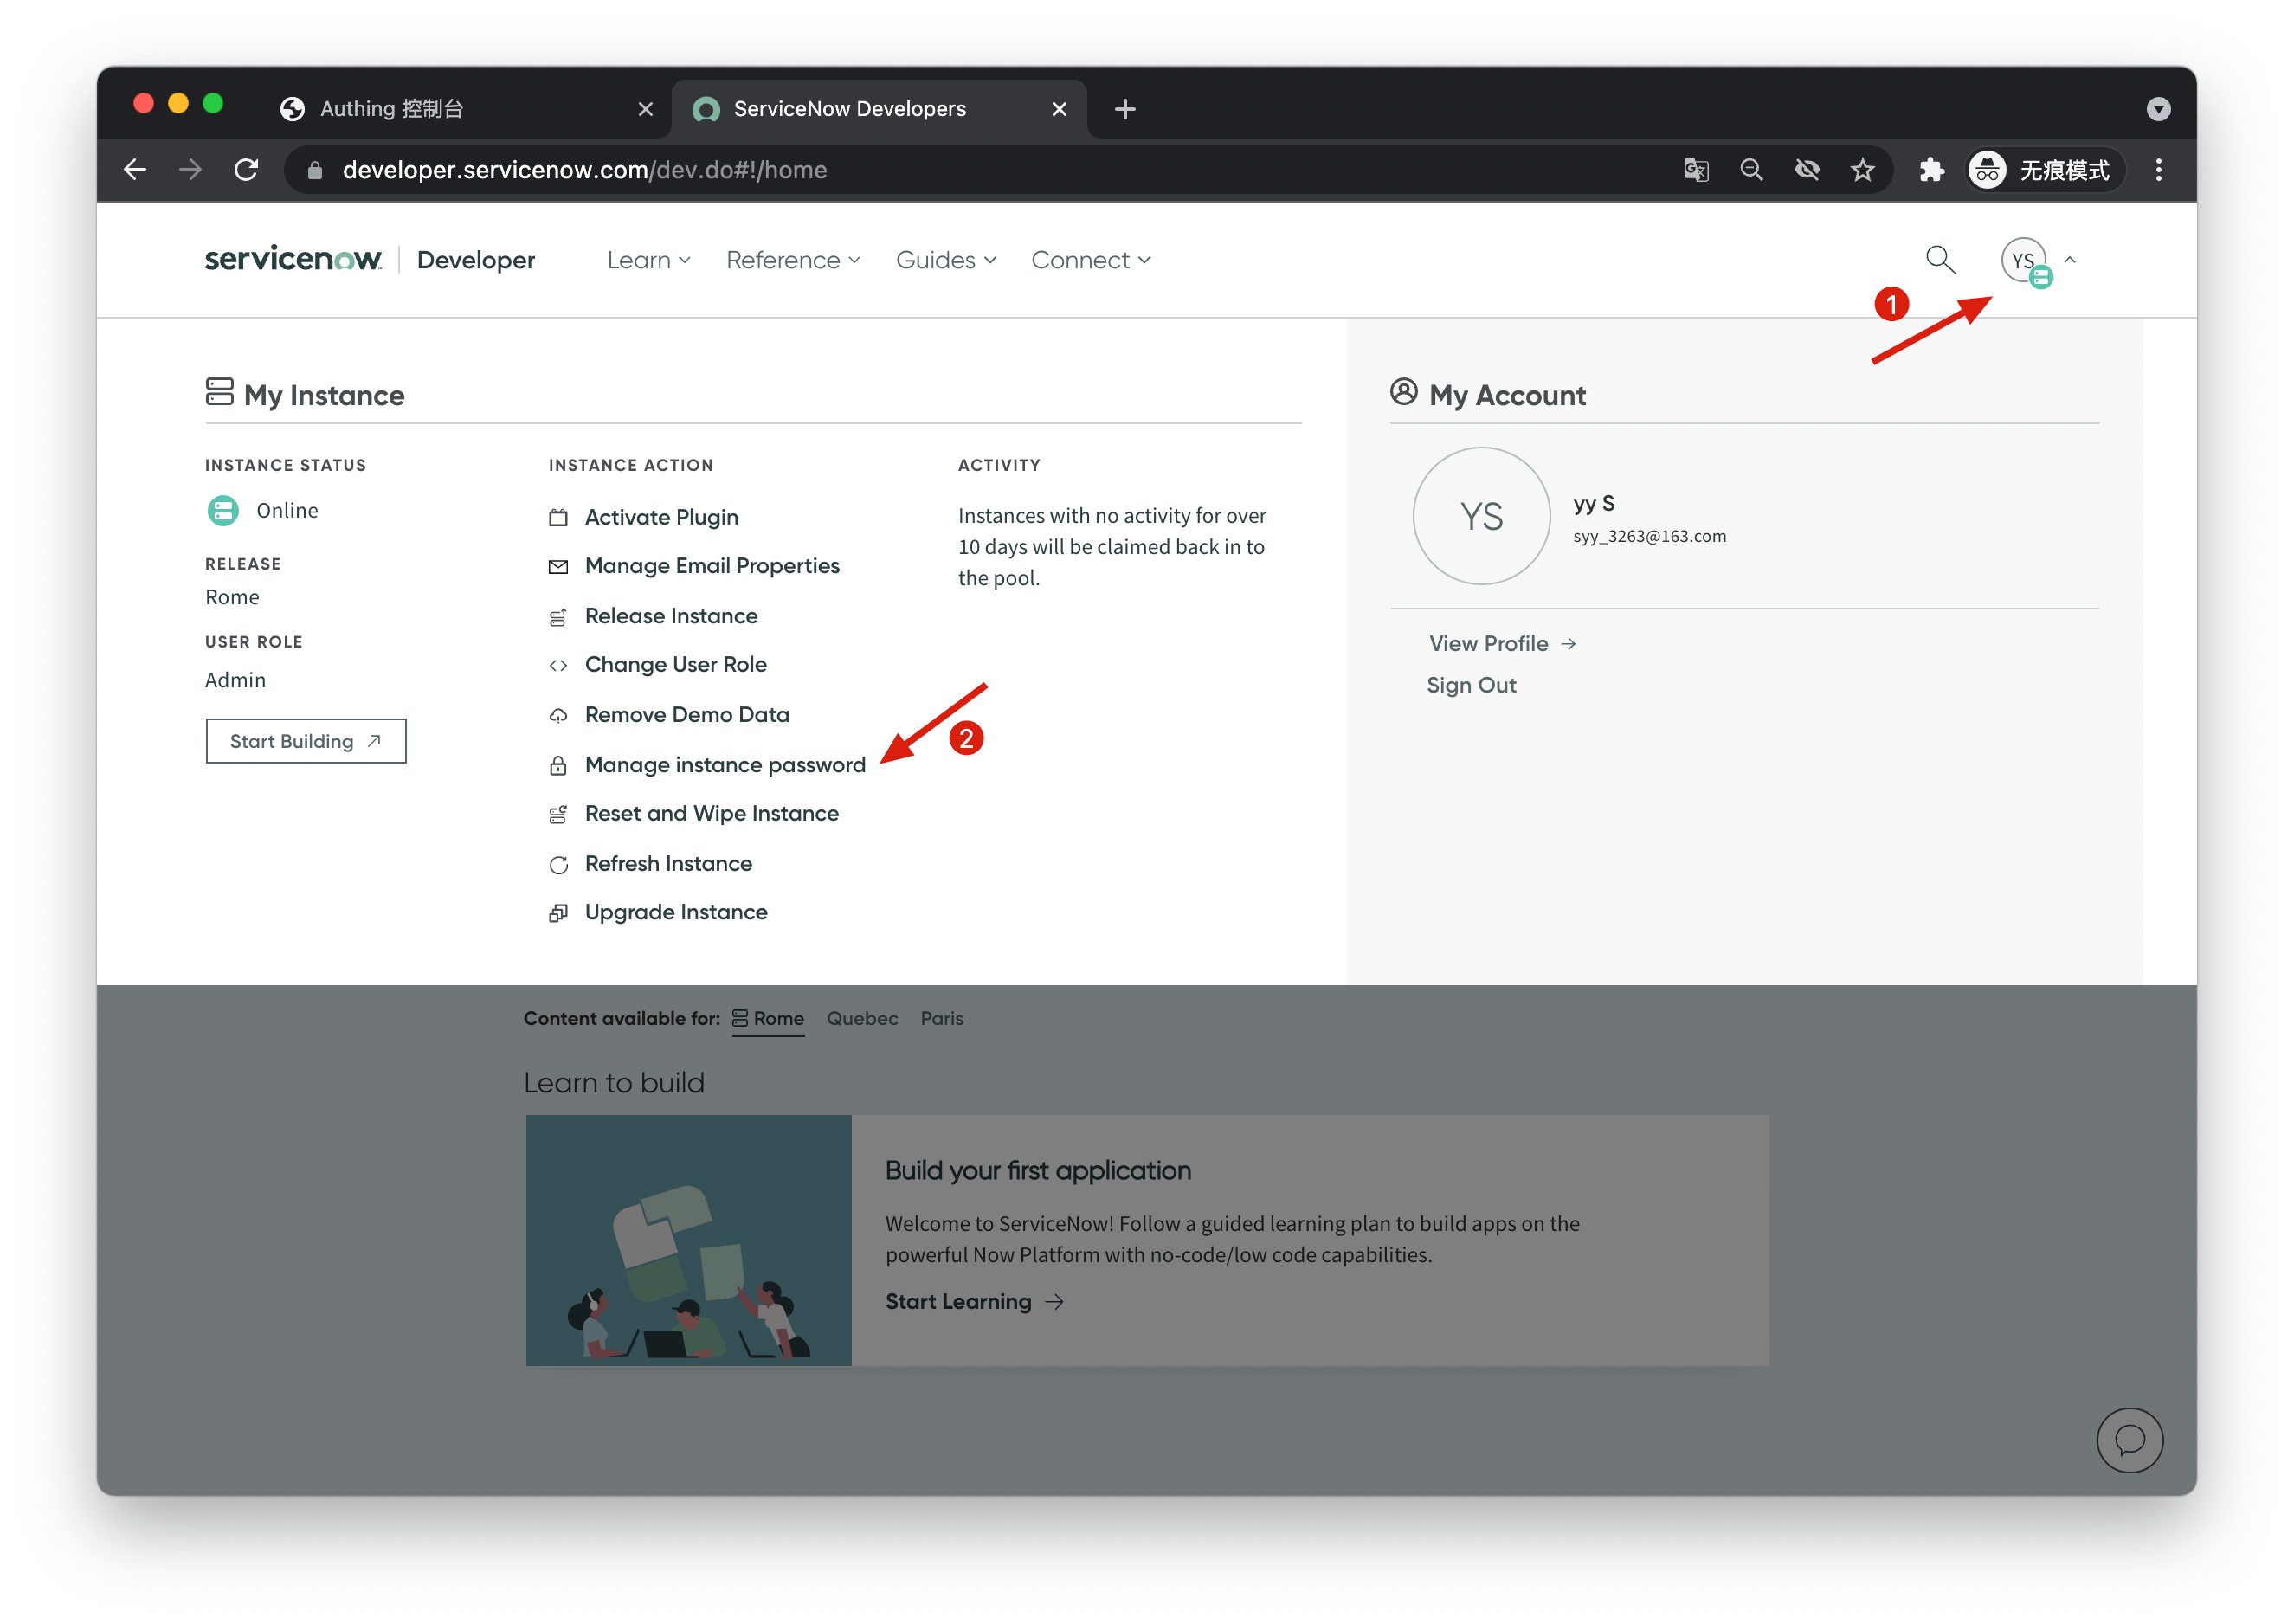 Authing 控制台
ServiceNow Developers
developer.servicenow.com/dev.do#!/home
无痕模式
servicenow Developer Learn Reference Guides Connect YS
1
My Instance
INSTANCE STATUS
Online
RELEASE
Rome
USER ROLE
Admin
Start Building
INSTANCE ACTION
Activate Plugin
Manage Email Properties
Release Instance
Change User Role
Remove Demo Data
Manage instance password
2
Reset and Wipe Instance
Refresh Instance
Upgrade Instance
ACTIVITY
Instances with no activity for over
10 days will be claimed back in to
the pool.
My Account
YS
yy S
syy_3263@163.com
View Profile
Sign Out
Content available for: Rome Quebec Paris
Learn to build
Build your first application
Welcome to ServiceNow! Follow a guided learning plan to build apps on the
powerful Now Platform with no-code/low code capabilities.
Start Learning